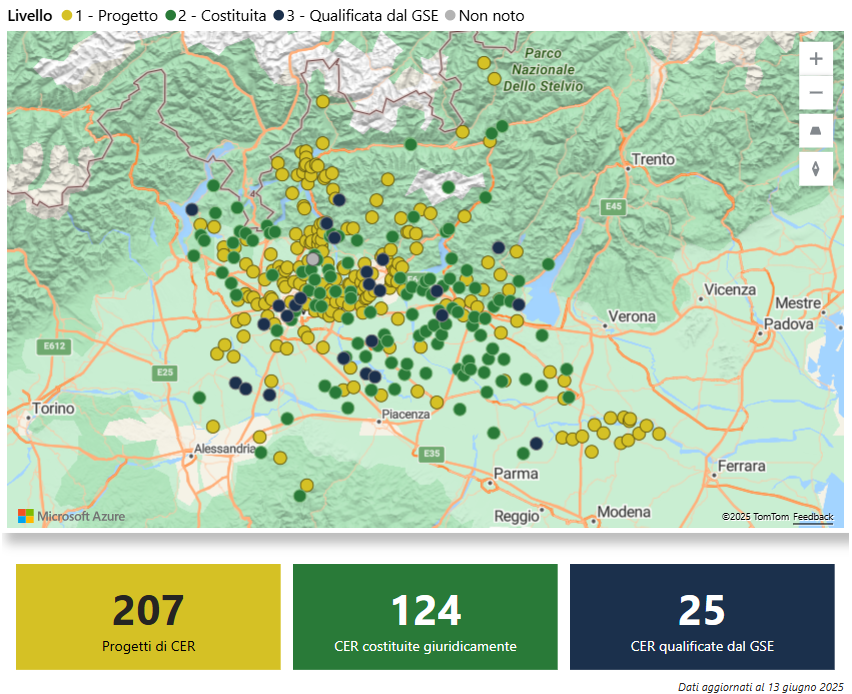 Livello 1 - Progetto 2 - Costituita 3 - Qualificata dal GSE Non noto
Parco
Nazionale
Dello Stelvio
Trento
E45
Vicenza
Mestre
Verona
Padova
E612
E25
Torino
Piacenza
Alessandria
E35
Parma
Ferrara
Reggio
Modena
Microsoft Azure
©2025 TomTom Feedback
207
Progetti di CER
124
CER costituite giuridicamente
25
CER qualificate dal GSE
Dati aggiornati al 13 giugno 2025